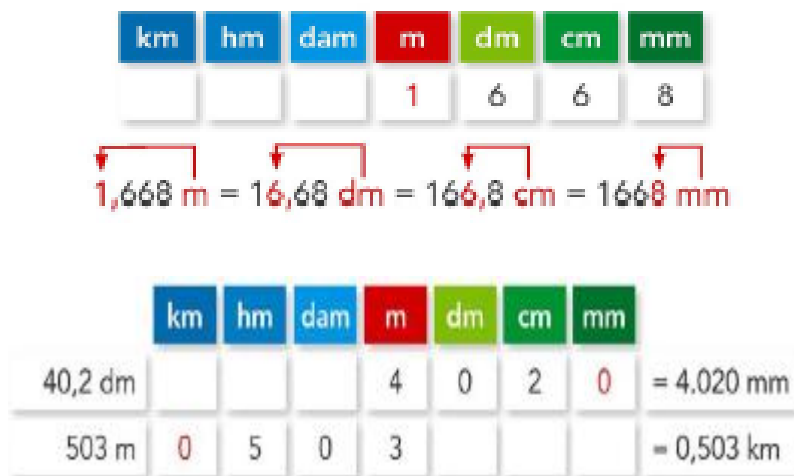 km hm dam m dm cm mm
1 6 6 8
1,668 m = 16,68 dm = 166,8 cm = 1668 mm
km hm dam m dm cm mm
40,2 dm 4 0 2 0 = 4.020 mm
503 m 0 5 0 3 = 0,503 km